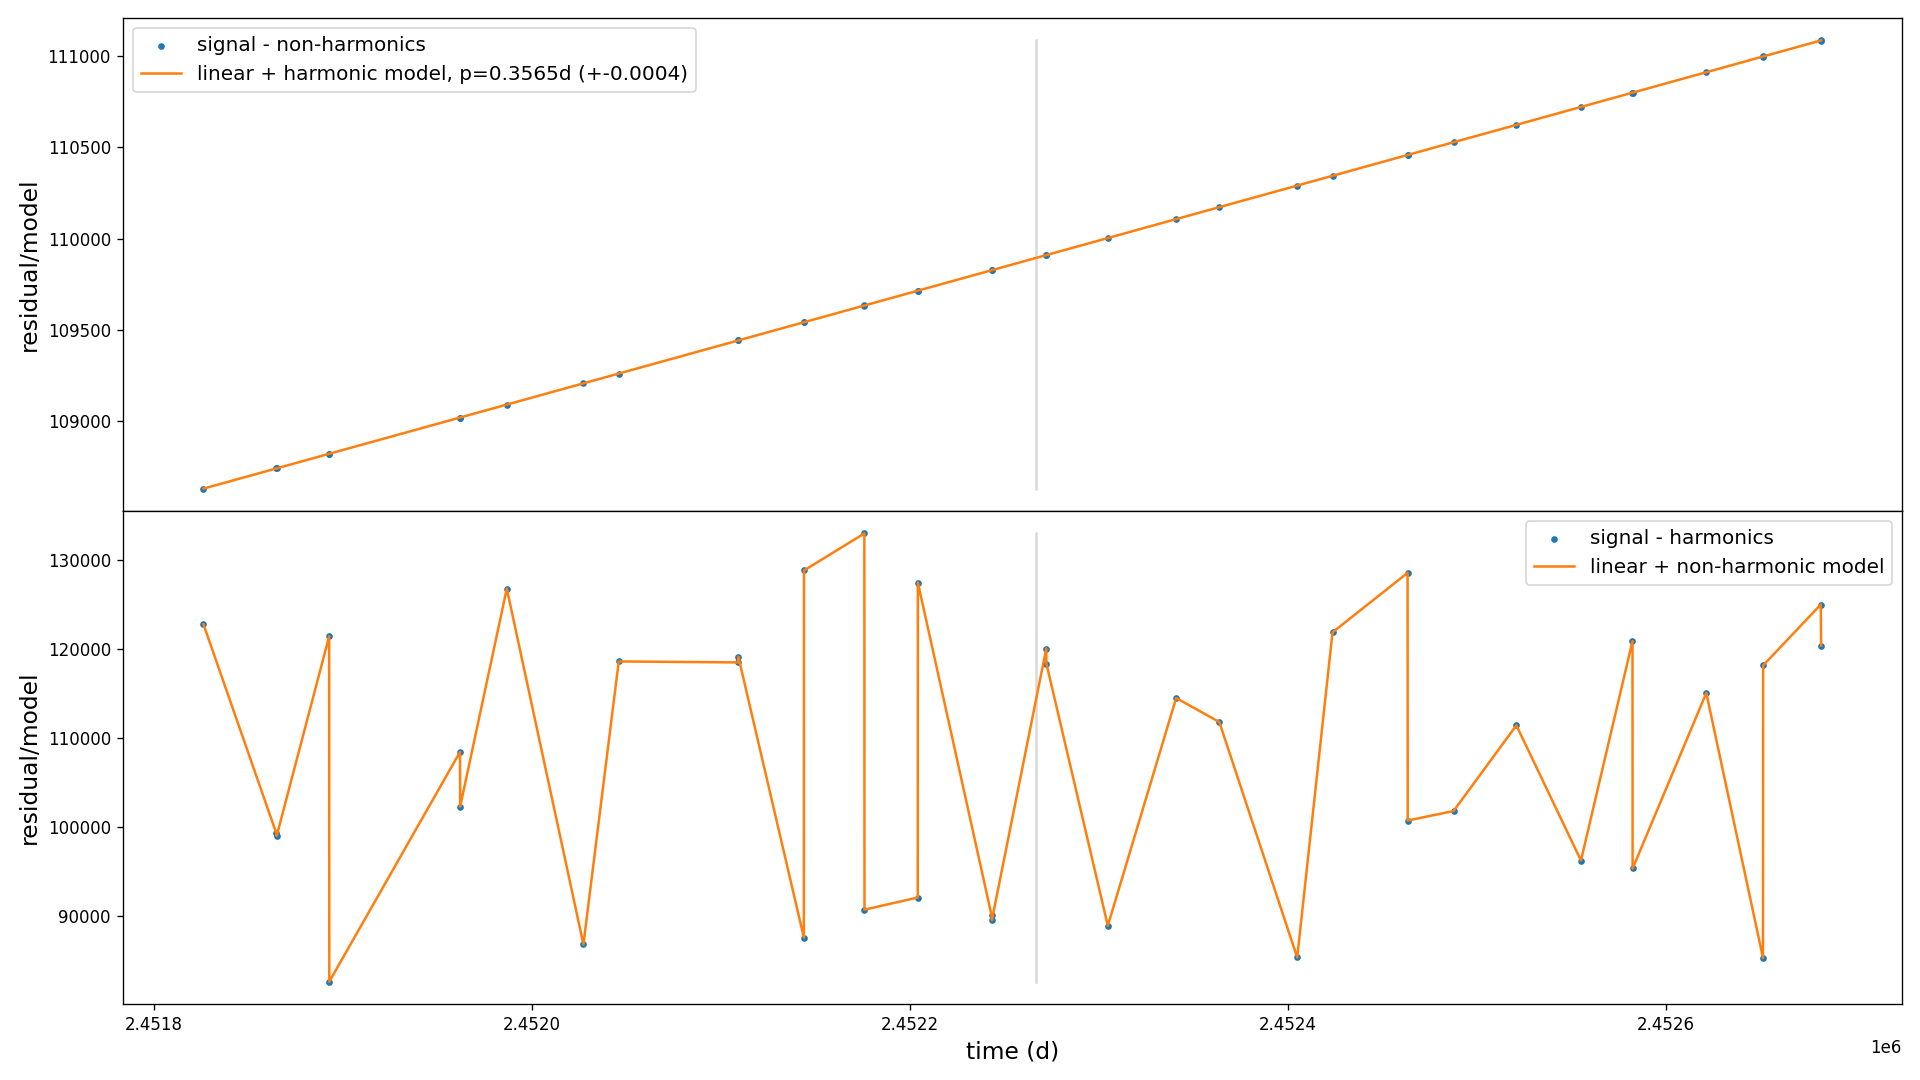 signal - non-harmonics
linear + harmonic model, p=0.3565d (+-0.0004)
111000
110500
110000
109500
109000
residual/model
signal - harmonics
linear + non-harmonic model
130000
120000
110000
100000
90000
residual/model
2.4518 2.4520 2.4522 2.4524 2.4526
1e6
time (d)